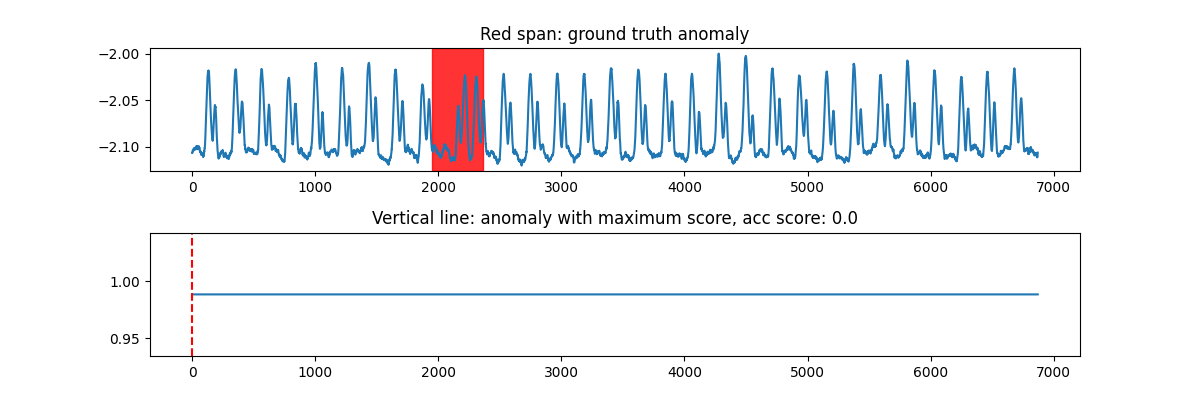 Red span: ground truth anomaly
−2.00
−2.05
−2.10
0 1000 2000 3000 4000 5000 6000 7000
Vertical line: anomaly with maximum score, acc score: 0.0
1.00
0.95
0 1000 2000 3000 4000 5000 6000 7000